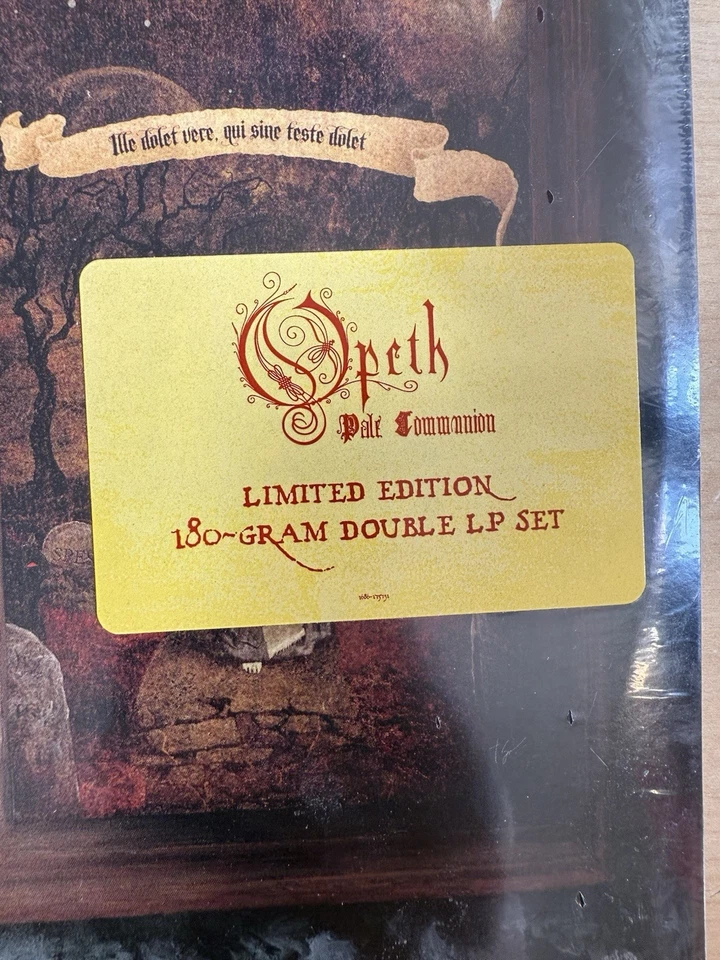 Ille dolet vere, qui sine teste dolet
Opeth
Pale Communion
LIMITED EDITION
180-GRAM DOUBLE LP SET